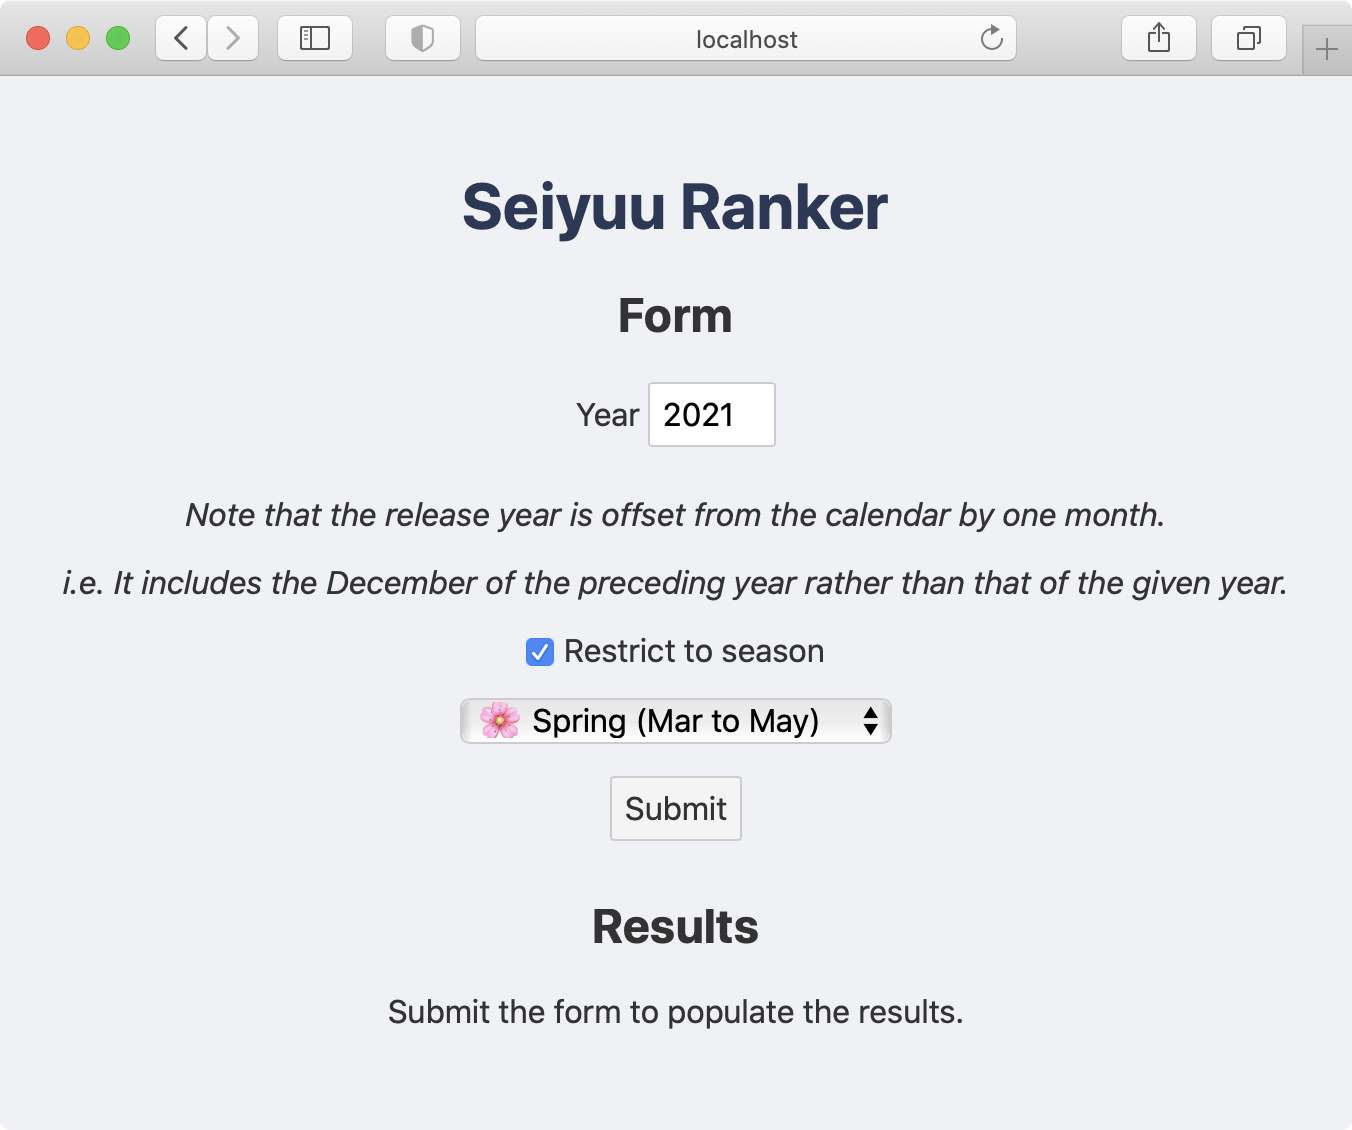 localhost
Seiyuu Ranker
Form
Year 2021
Note that the release year is offset from the calendar by one month.
i.e. It includes the December of the preceding year rather than that of the given year.
Restrict to season
🌸 Spring (Mar to May)
Submit
Results
Submit the form to populate the results.